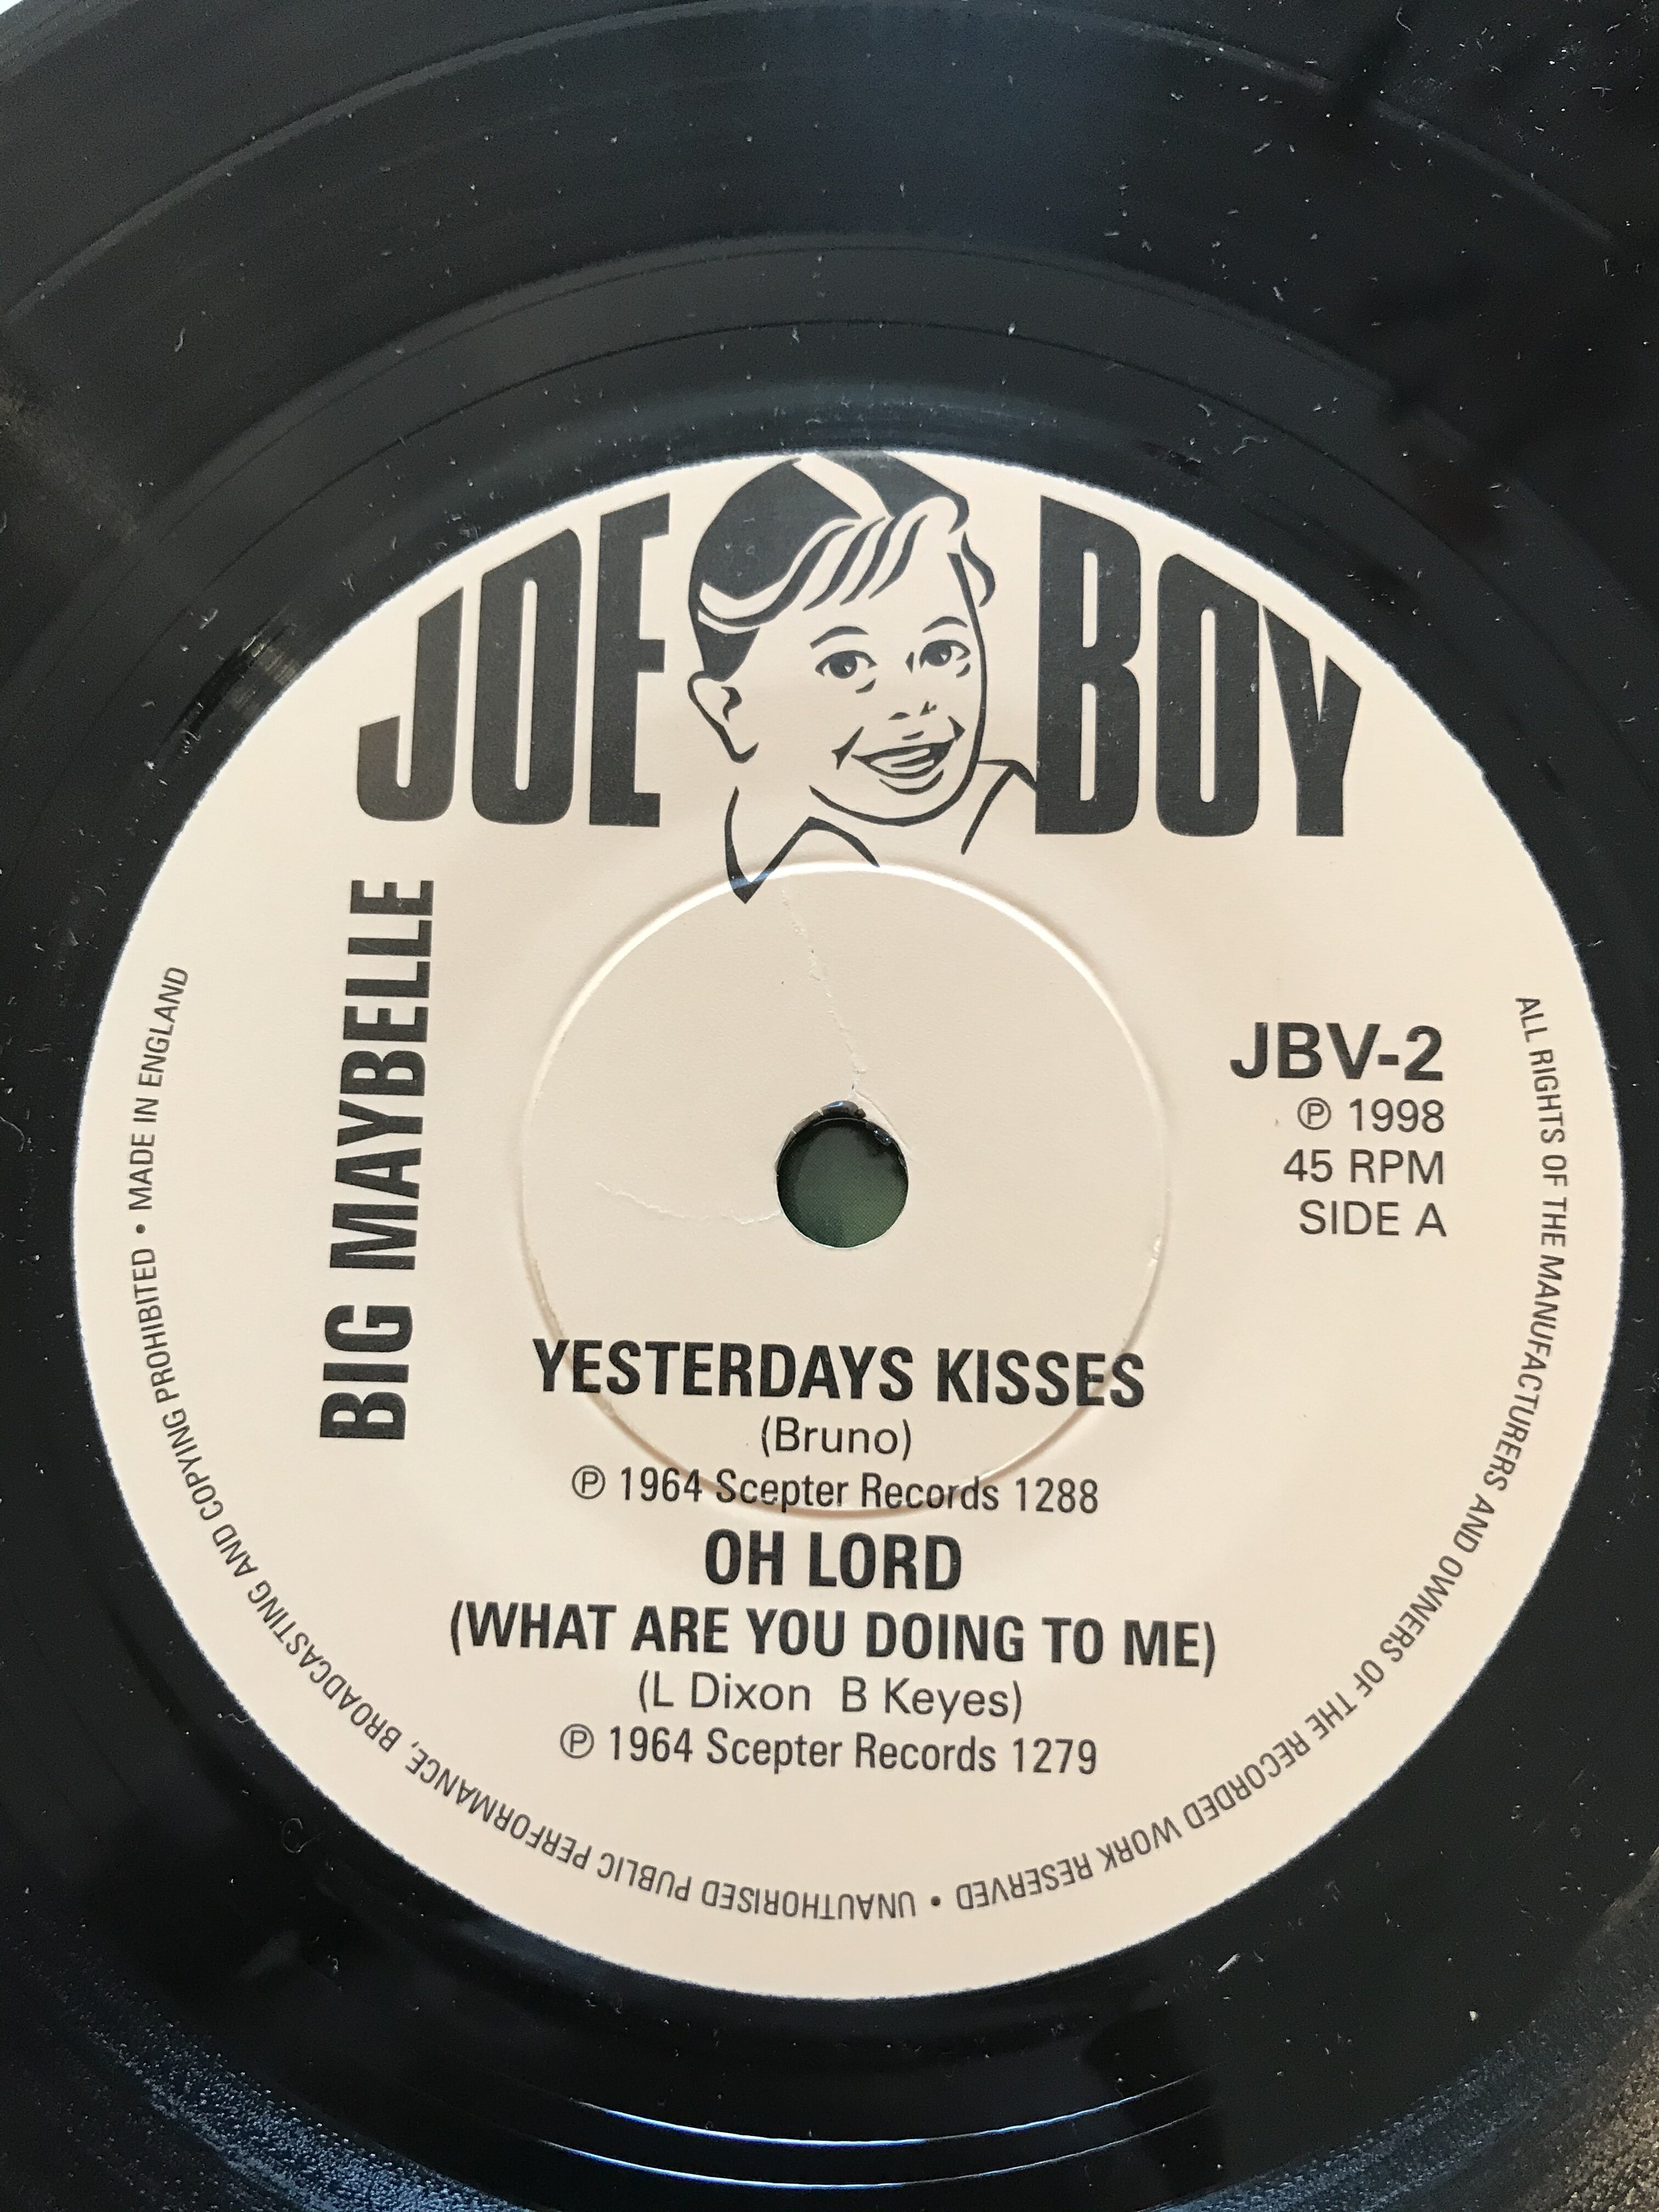 JOE BOY
BIG MAYBELLE
JBV-2
℗ 1998
45 RPM
SIDE A
YESTERDAYS KISSES
(Bruno)
℗ 1964 Scepter Records 1288
OH LORD
(WHAT ARE YOU DOING TO ME)
(L Dixon B Keyes)
℗ 1964 Scepter Records 1279
ALL RIGHTS OF THE MANUFACTURERS AND OWNERS OF THE RECORDED WORK RESERVED • UNAUTHORISED PUBLIC PERFORMANCE, BROADCASTING AND COPYING PROHIBITED • MADE IN ENGLAND